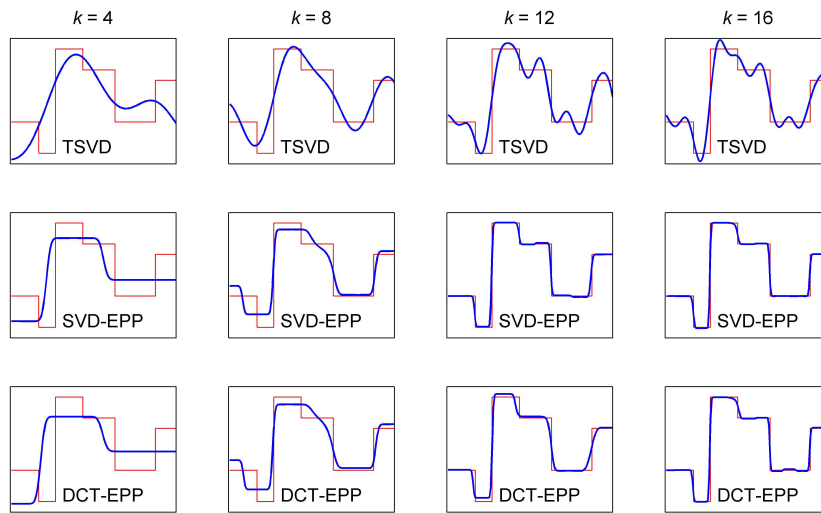 k = 4 k = 8 k = 12 k = 16
TSVD TSVD TSVD TSVD
SVD-EPP SVD-EPP SVD-EPP SVD-EPP
DCT-EPP DCT-EPP DCT-EPP DCT-EPP